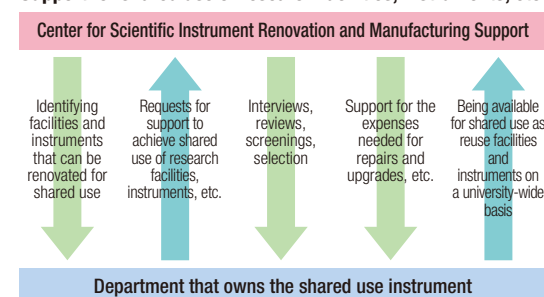 Center for Scientific Instrument Renovation and Manufacturing Support
Identifying
facilities and
instruments
that can be
renovated for
shared use
Requests for
support to
achieve shared
use of research
facilities,
instruments, etc.
Interviews,
reviews,
screenings,
selection
Support for the
expenses
needed for
repairs and
upgrades, etc.
Being available
for shared use as
reuse facilities
and
instruments on
a university-wide
basis
Department that owns the shared use instrument